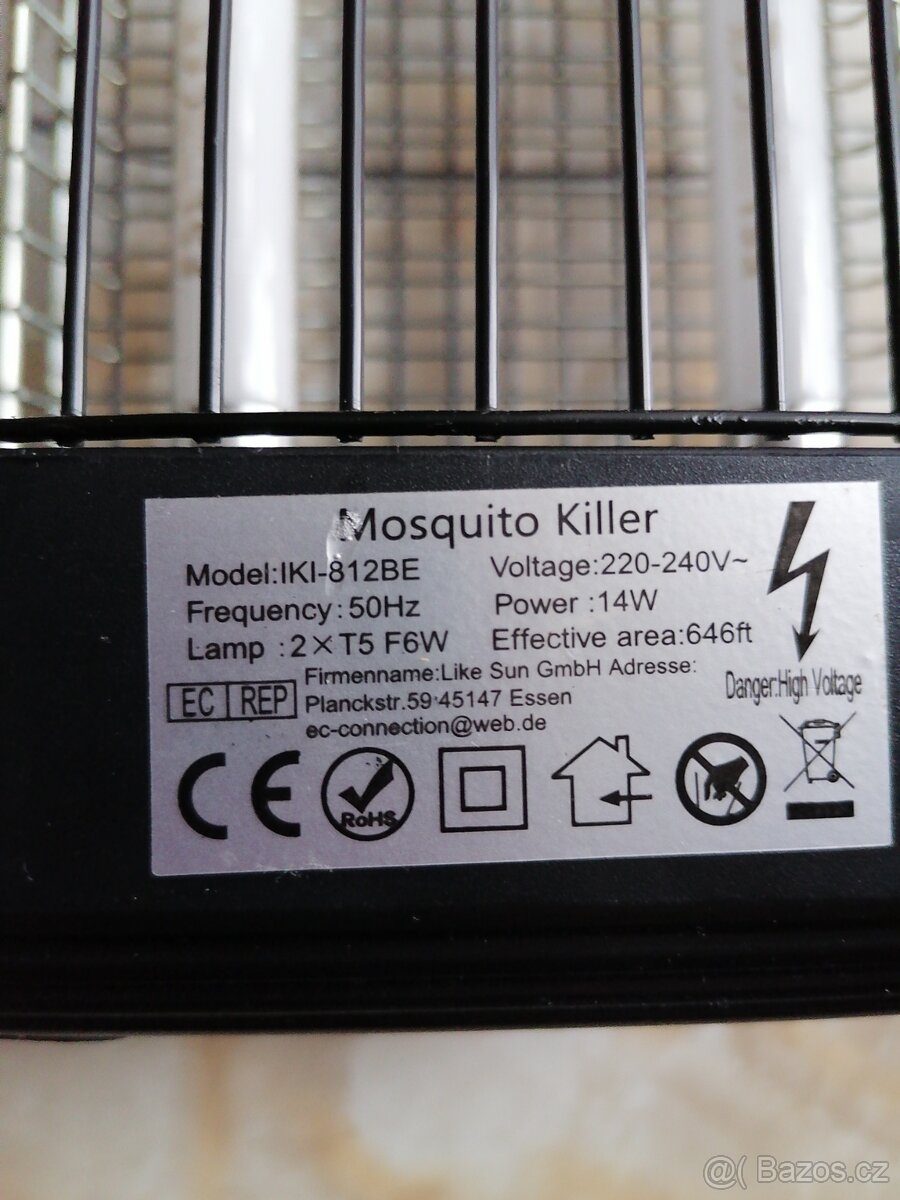 Mosquito Killer
Model:IKI-812BE
Voltage:220-240V~
Frequency:50Hz
Power :14W
Lamp :2×T5 F6W
Effective area:646ft
Danger:High Voltage
EC REP
Firmenname:Like Sun GmbH Adresse:
Planckstr.59 45147 Essen
ec-connection@web.de
CE
RoHS
@( Bazos.cz